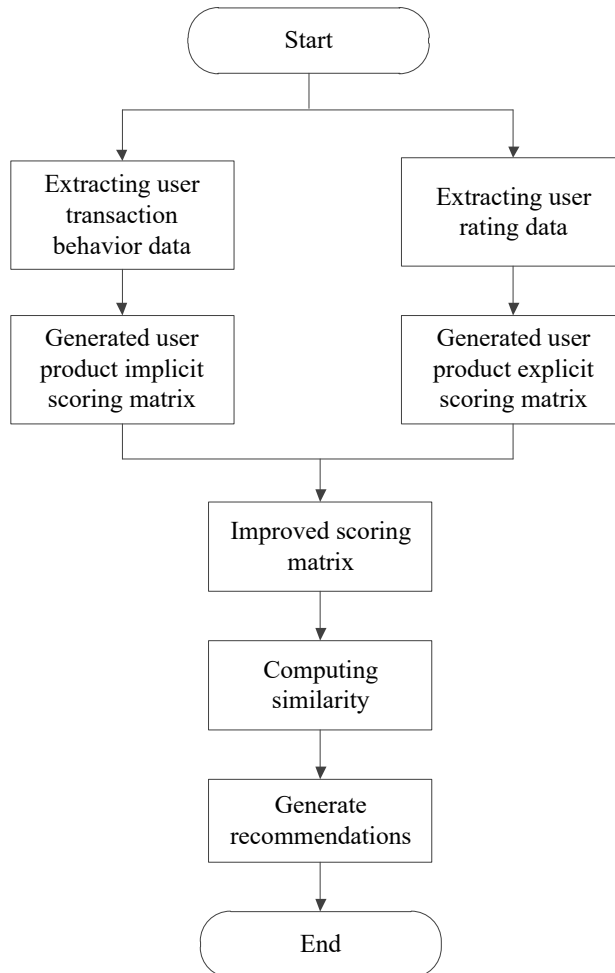 Start
Extracting user
transaction
behavior data
Extracting user
rating data
Generated user
product implicit
scoring matrix
Generated user
product explicit
scoring matrix
Improved scoring
matrix
Computing
similarity
Generate
recommendations
End